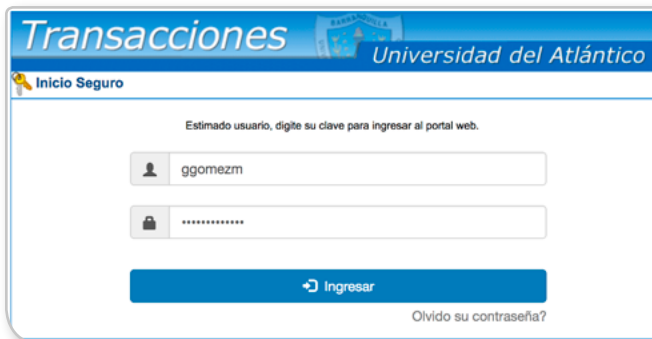 Transacciones
BARRANQUILLA
Universidad del Atlántico
Inicio Seguro
Estimado usuario, digite su clave para ingresar al portal web.
ggomezm
•••••••••••••
Ingresar
Olvido su contraseña?